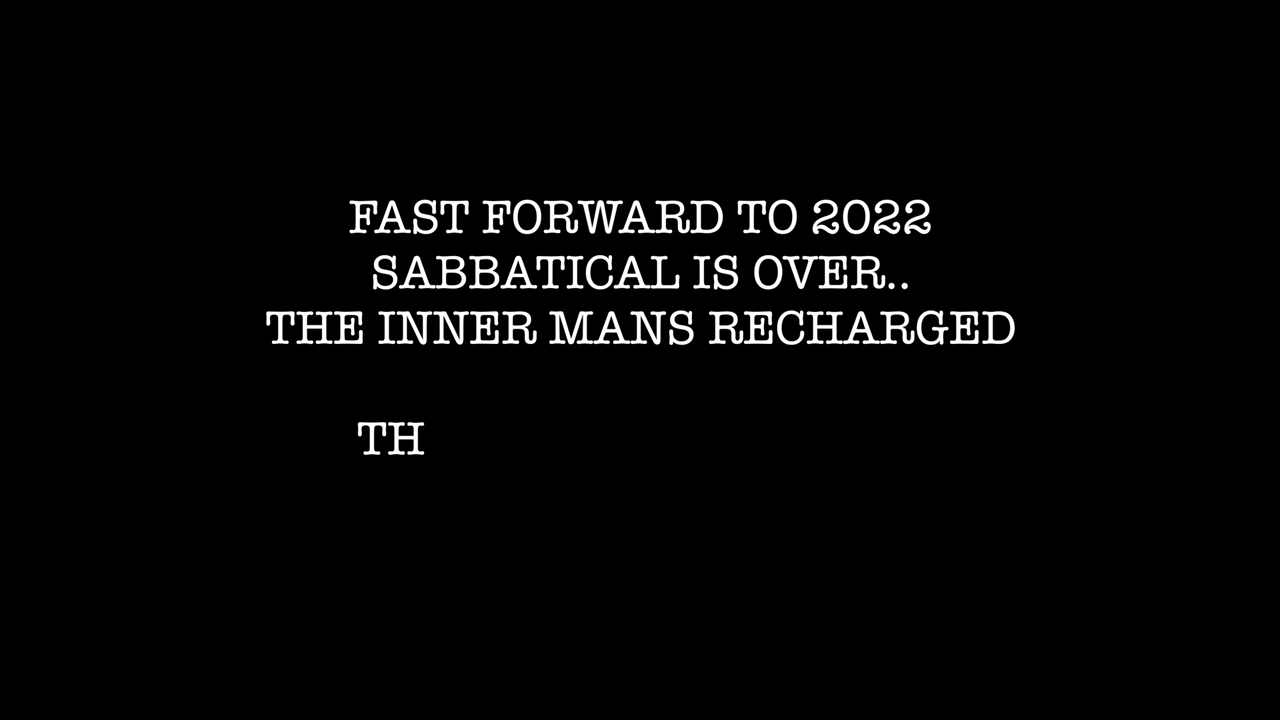 FAST FORWARD TO 2022
SABBATICAL IS OVER..
THE INNER MANS RECHARGED
TH